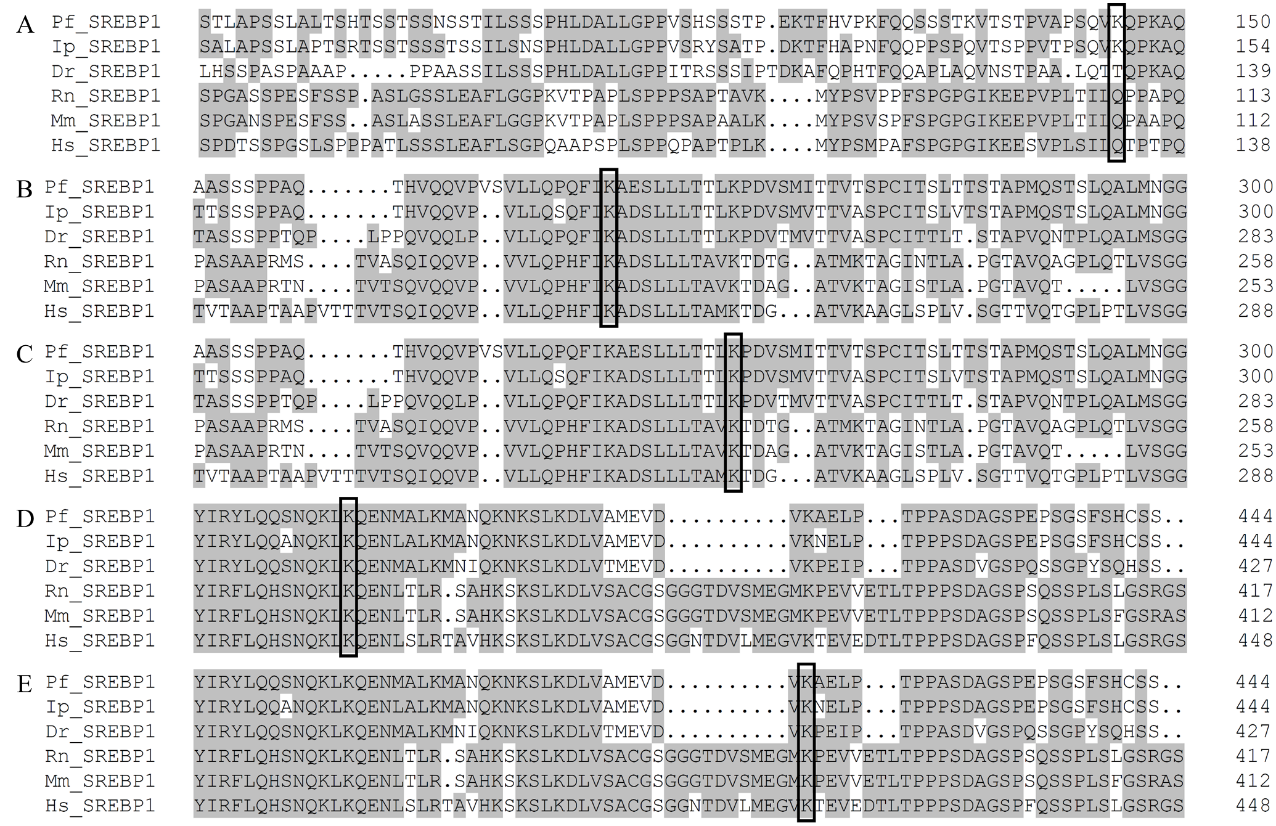 A Pf_SREBP1 STLAPSSLALTSHTSSTSSNSSTILSSSSPHLDALLGPPVSHSSSTP.EKTFHVPKFQQSSSTKVTSTPVAPSQVKQPKAQ 150
Ip_SREBP1 SALAPSSLAPTSRTSSTSSSTSSILSNSSPHLDALLGPPVSRYSATP.DKTFHAPNFQQPPSPQVTSPPVTPSQVKQPKAQ 154
Dr_SREBP1 LHSSPASPAAAP.....PPAASSILSSSSPHLDALLGPPITRSSSIPTDKAFQPHTFQQAPLAQVNSTPAA.LQTTQPKAQ 139
Rn_SREBP1 SPGASSPESFSSP.ASLGSSLEAFLGGPKVTPAPLSPPPSAPTAVK....MYPSVPPFSPGPGIKEEPVPLTILQPPAPQ 113
Mm_SREBP1 SPGANSPESFSS..ASLASSLEAFLGGPKVTPAPLSPPPSAPAALK....MYPSVSPFSPGPGIKEEPVPLTILQPAAPQ 112
Hs_SREBP1 SPDTSSPGSLSPPPATLSSSLEAFLSGPQAAPSPLSPPQPAPTPLK....MYPSMPAFSPGPGIKEESVPLSILQTPTPQ 138
B Pf_SREBP1 AASSSPPAQ.......THVQQVPVSVLLQPQFIKAESLLLTTLKPDVSMITTVTSPCITSLTTSTAPMQSTSLQALMNGG 300
Ip_SREBP1 TTSSSPPAQ.......THVQQVP..VLLQSQFIKADSLLLTTLKPDVSMVTTVASPCITSLVTSTAPMQSTSLQALMNGG 300
Dr_SREBP1 TASSSPPTQP....LPPQVQQLP..VLLQPQFIKADSLLLTTLKPDVTMVTTVASPCITTLT.STAPVQNTPLQALMSGG 283
Rn_SREBP1 PASAAPRMS....TVASQIQQVP..VVLQPHFIKADSLLLTAVKTDTG..ATMKTAGINTLA.PGTAVQAGPLQTLVSGG 258
Mm_SREBP1 PASAAPRTN....TVTSQVQQVP..VVLQPHFIKADSLLLTAVKTDAG..ATVKTAGISTLA.PGTAVQT.....LVSGG 253
Hs_SREBP1 TVTAAPTAAPVTTTVTSQIQQVP..VLLQPHFIKADSLLLTAMKTDG...ATVKAAGLSPLV.SGTTVQTGPLPTLVSGG 288
C Pf_SREBP1 AASSSPPAQ.......THVQQVPVSVLLQPQFIKAESLLLTTLKPDVSMITTVTSPCITSLTTSTAPMQSTSLQALMNGG 300
Ip_SREBP1 TTSSSPPAQ.......THVQQVP..VLLQSQFIKADSLLLTTLKPDVSMVTTVASPCITSLVTSTAPMQSTSLQALMNGG 300
Dr_SREBP1 TASSSPPTQP....LPPQVQQVP..VLLQPQFIKADSLLLTTLKPDVTMVTTVASPCITTLT.STAPVQNTPLQALMSGG 283
Rn_SREBP1 PASAAPRMS....TVASQIQQVP..VVLQPHFIKADSLLLTAVKTDTG..ATMKTAGINTLA.PGTAVQAGPLQTLVSGG 258
Mm_SREBP1 PASAAPRTN....TVTSQVQQVP..VVLQPHFIKADSLLLTAVKTDAG..ATVKTAGISTLA.PGTAVQT.....LVSGG 253
Hs_SREBP1 TVTAAPTAAPVTTTVTSQIQQVP..VLLQPHFIKADSLLLTAMKTDG...ATVKAAGLSPLV.SGTTVQTGPLPTLVSGG 288
D Pf_SREBP1 YIRYLQQSNQKLKQENMALKMANQKNKSLKDLVAMEVD..........VKAELP...TPPASDAGSPEPSGSFSHCSS.. 444
Ip_SREBP1 YIRYLQQANQKLKQENLALKMANQKNKSLKDLVAMEVD..........VKNELP...TPPPSDAGSPEPSGSFSHCSS.. 444
Dr_SREBP1 YIRYLQQSNQKLKQENMALKMNIQKNKSLKDLVTMEVD..........VKPEIP...TPPASDVGSPQSSGPYSQHSS.. 427
Rn_SREBP1 YIRFLQHSNQKLKQENLTLR.SAHKSKSLKDLVSACGSGGGTDVSMEGMKPEVVETLTPPPSDAGSPSQSSPLSLGSRGS 417
Mm_SREBP1 YIRFLQHSNQKLKQENLTLR.SAHKSKSLKDLVSACGSGGGTDVSMEGMKPEVVETLTPPPSDAGSPSQSSPLSFGSRAS 412
Hs_SREBP1 YIRFLQHSNQKLKQENLSLRTAVHKSKSLKDLVSACGSGGNTDVLMEGVKTEVEDTLTPPPSDAGSPFQSSPLSLGSRGS 448
E Pf_SREBP1 YIRYLQQSNQKLKQENMALKMANQKNKSLKDLVAMEVD..........VKAELP...TPPASDAGSPEPSGSFSHCSS.. 444
Ip_SREBP1 YIRYLQQANQKLKQENLALKMANQKNKSLKDLVAMEVD..........VKNELP...TPPPSDAGSPEPSGSFSHCSS.. 444
Dr_SREBP1 YIRYLQQSNQKLKQENMALKMNIQKNKSLKDLVTMEVD..........VKPEIP...TPPASDVGSPQSSGPYSQHSS.. 427
Rn_SREBP1 YIRFLQHSNQKLKQENLTLR.SAHKSKSLKDLVSACGSGGGTDVSMEGMKPEVVETLTPPPSDAGSPSQSSPLSLGSRGS 417
Mm_SREBP1 YIRFLQHSNQKLKQENLTLR.SAHKSKSLKDLVSACGSGGGTDVSMEGMKPEVVETLTPPPSDAGSPSQSSPLSFGSRAS 412
Hs_SREBP1 YIRFLQHSNQKLKQENLSLRTAVHKSKSLKDLVSACGSGGNTDVLMEGVKTEVEDTLTPPPSDAGSPFQSSPLSLGSRGS 448